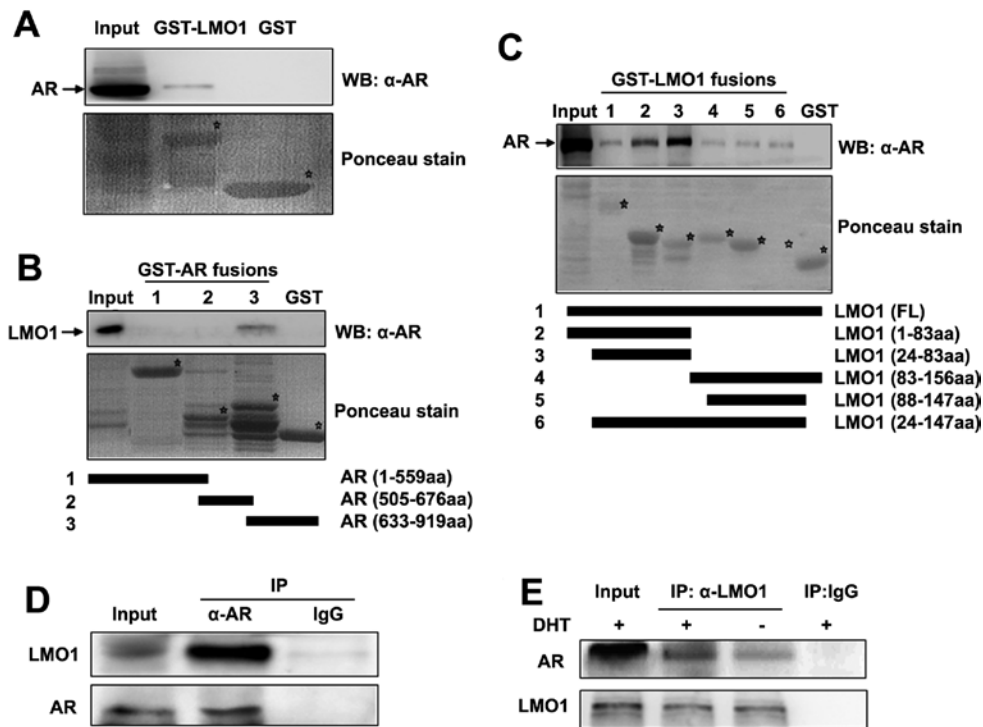 A
Input GST-LMO1 GST
AR
WB: α-AR
Ponceau stain
B
GST-AR fusions
Input 1 2 3 GST
LMO1
WB: α-AR
Ponceau stain
1 AR (1-559aa)
2 AR (505-676aa)
3 AR (633-919aa)
C
GST-LMO1 fusions
Input 1 2 3 4 5 6 GST
AR
WB: α-AR
Ponceau stain
1 LMO1 (FL)
2 LMO1 (1-83aa)
3 LMO1 (24-83aa)
4 LMO1 (83-156aa)
5 LMO1 (88-147aa)
6 LMO1 (24-147aa)
D
IP
Input α-AR IgG
LMO1
AR
E
Input IP: α-LMO1 IP:IgG
DHT + + - +
AR
LMO1